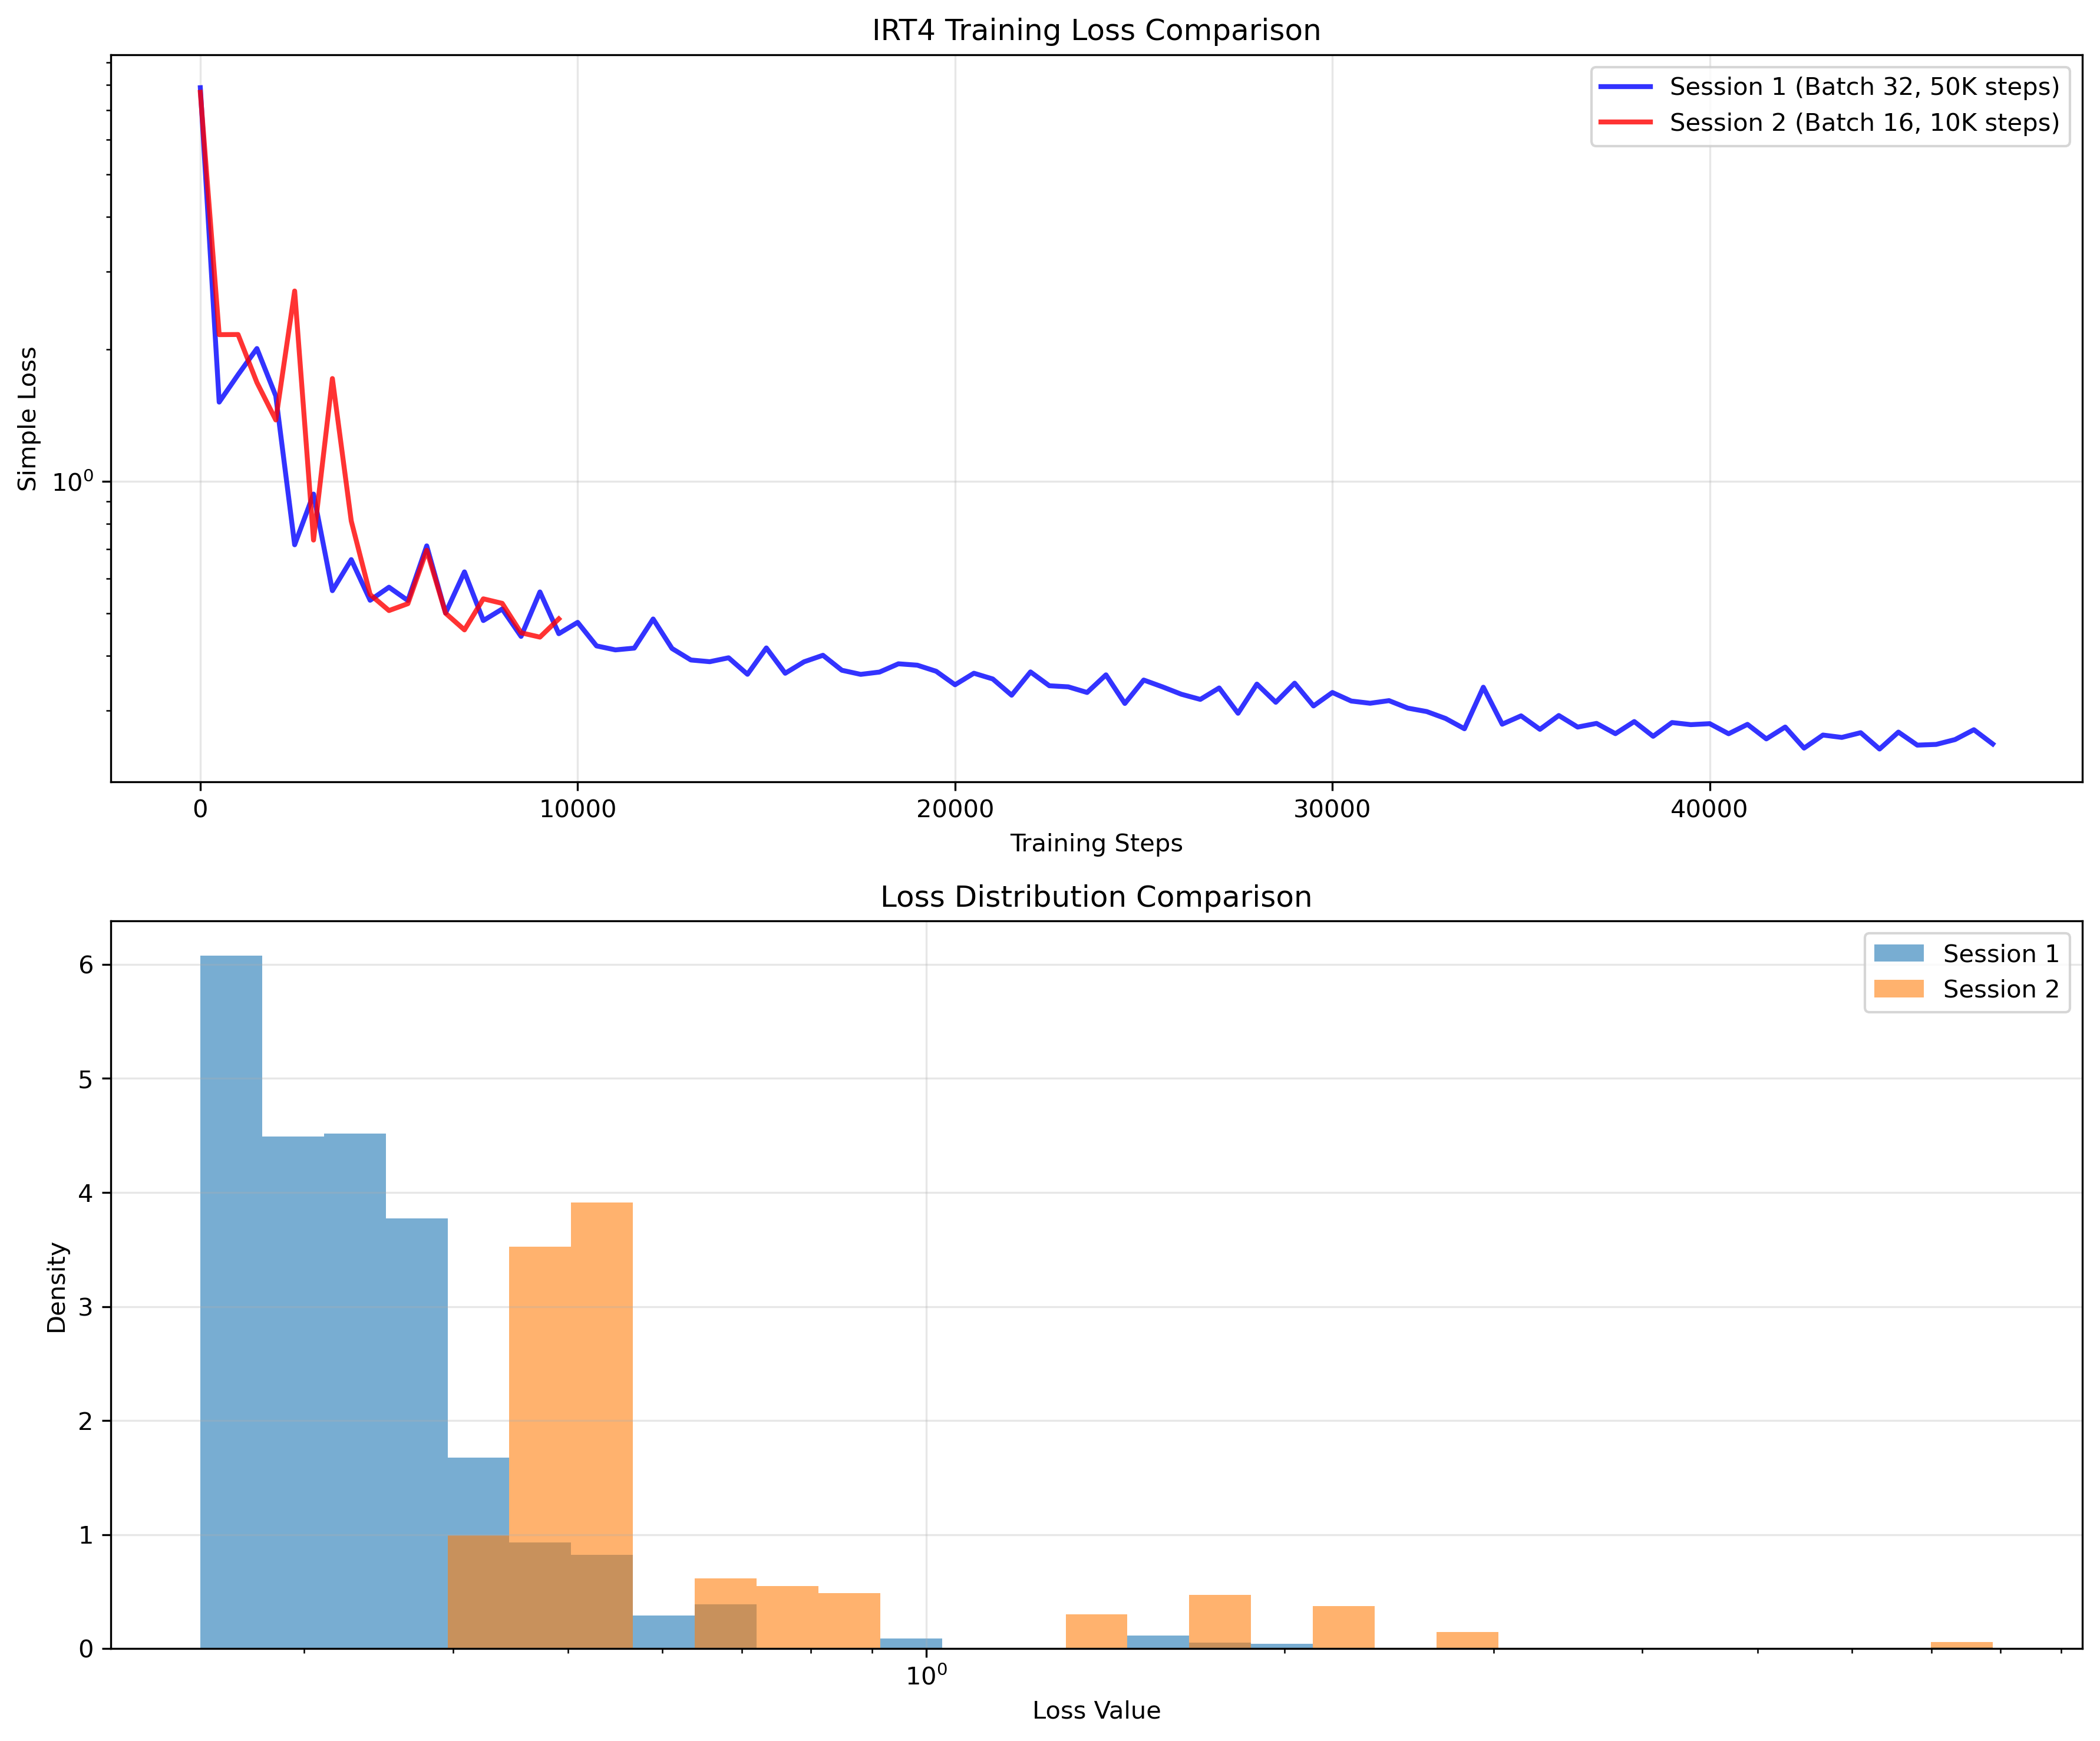 IRT4 Training Loss Comparison
Session 1 (Batch 32, 50K steps)
Session 2 (Batch 16, 10K steps)
Simple Loss
10⁰
0 10000 20000 30000 40000
Training Steps
Loss Distribution Comparison
Session 1
Session 2
Density
6
5
4
3
2
1
0
10⁰
Loss Value